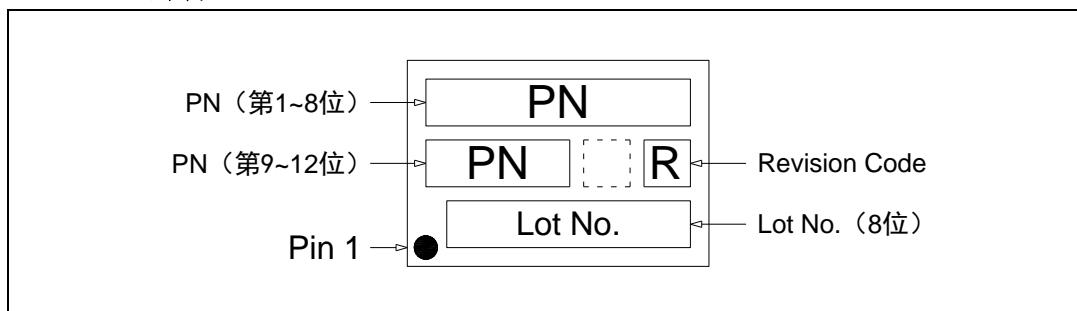 PN（第1~8位） PN
PN（第9~12位） PN R Revision Code
Lot No. Lot No.（8位）
Pin 1